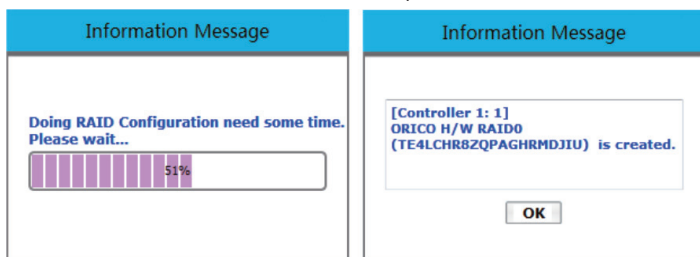 Information Message
Doing RAID Configuration need some time.
Please wait...
51%
Information Message
[Controller 1: 1]
ORICO H/W RAID0
(TE4LCHR8ZQPAGHRMDJIU) is created.
OK